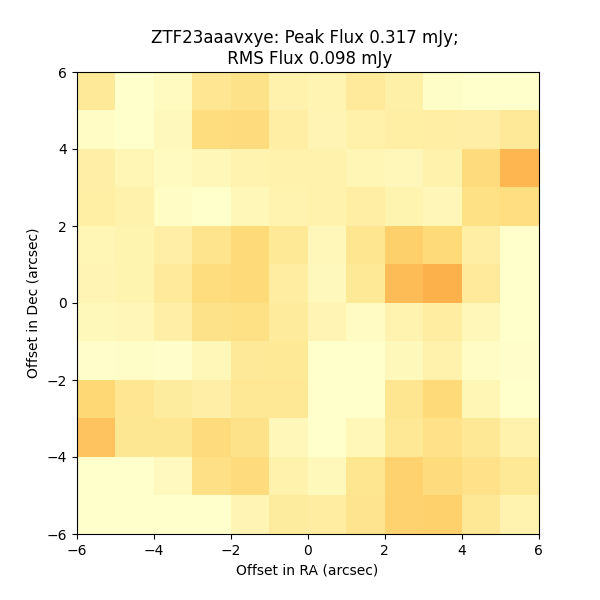 ZTF23aaavxye: Peak Flux 0.317 mJy;
RMS Flux 0.098 mJy
6
4
2
0
−2
−4
−6
Offset in Dec (arcsec)
−6 −4 −2 0 2 4 6
Offset in RA (arcsec)